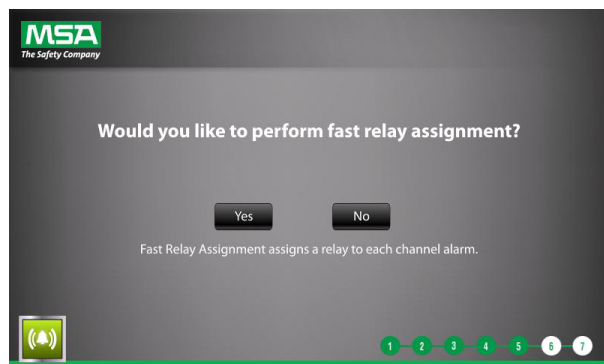 MSA
The Safety Company
Would you like to perform fast relay assignment?
Yes No
Fast Relay Assignment assigns a relay to each channel alarm.
1 2 3 4 5 6 7